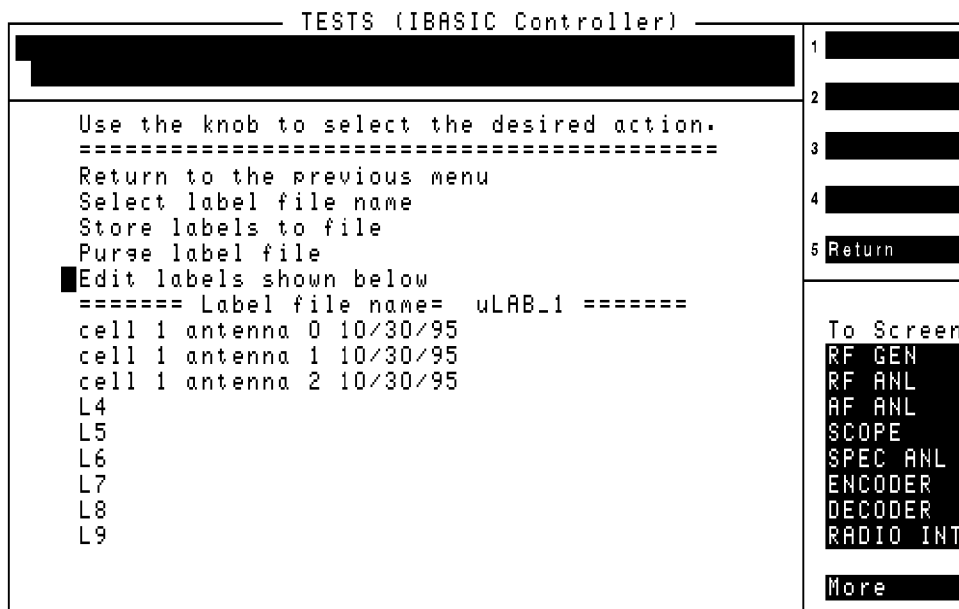 TESTS (IBASIC Controller)
Use the knob to select the desired action.
==========================================
Return to the previous menu
Select label file name
Store labels to file
Purge label file
Edit labels shown below
======= Label file name= uLAB_1 =======
cell 1 antenna 0 10/30/95
cell 1 antenna 1 10/30/95
cell 1 antenna 2 10/30/95
L4
L5
L6
L7
L8
L9
1
2
3
4
5 Return
To Screen
RF GEN
RF ANL
AF ANL
SCOPE
SPEC ANL
ENCODER
DECODER
RADIO INT
More